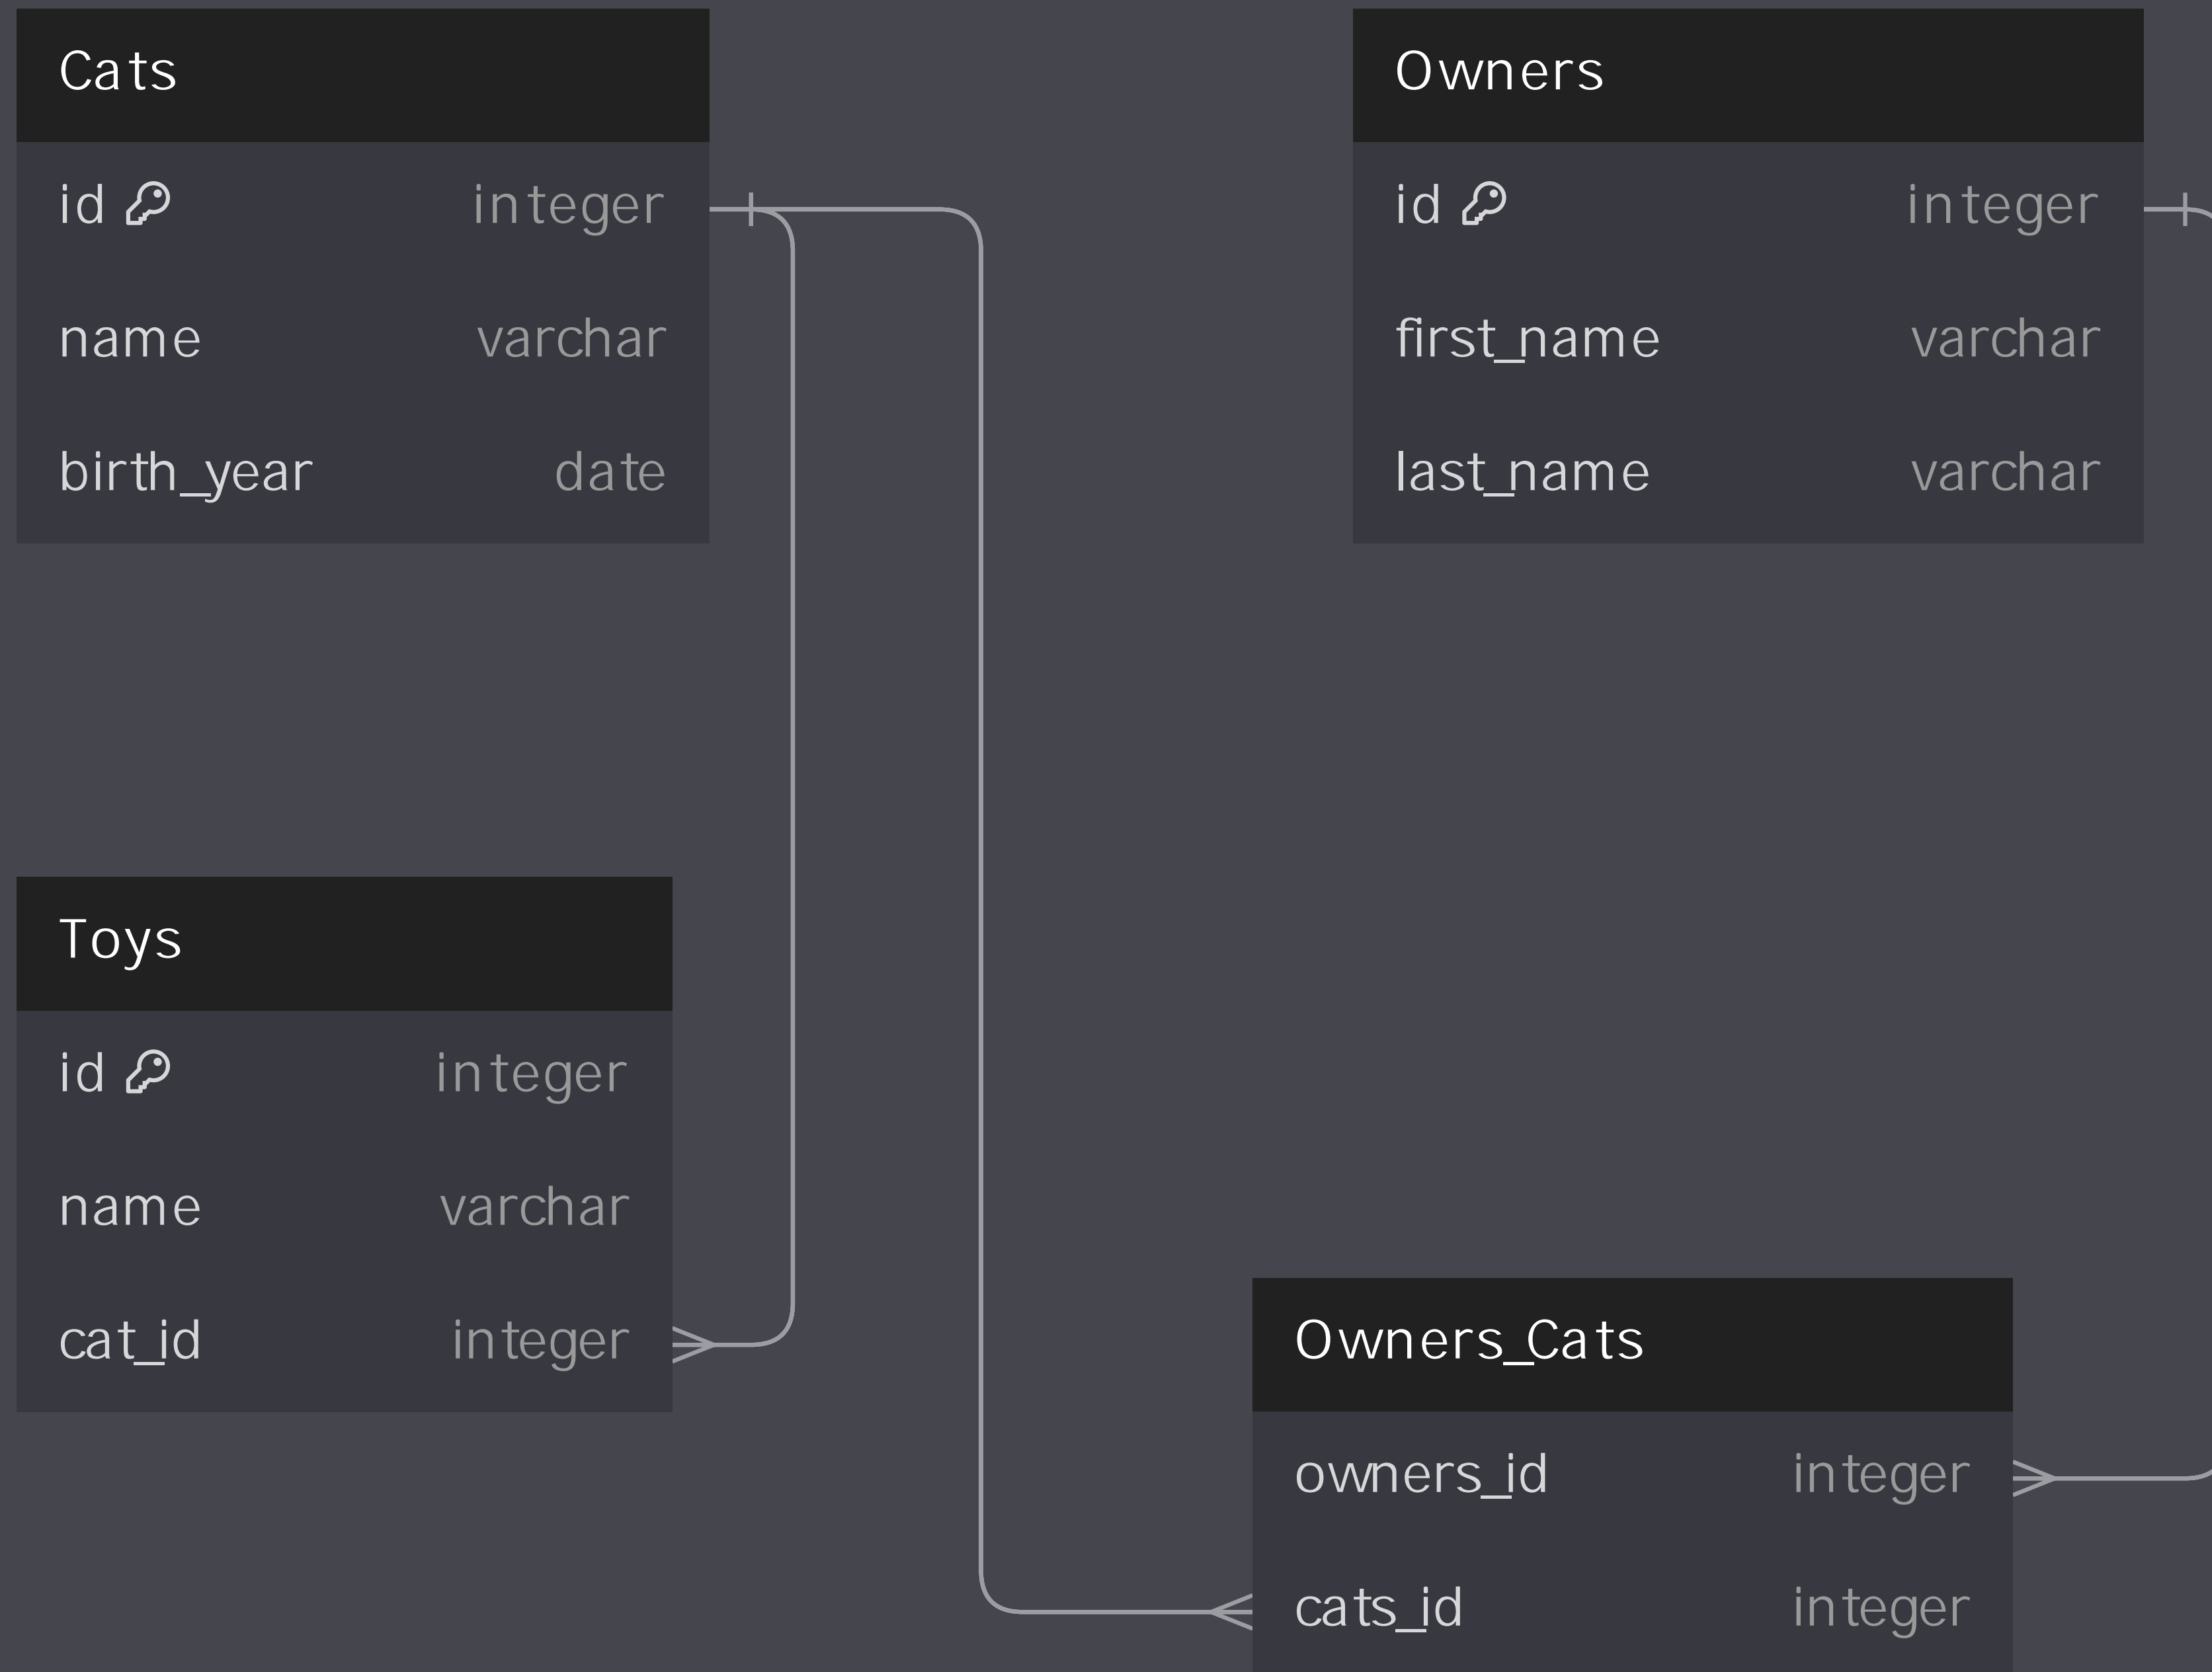 Cats
id integer
name varchar
birth_year date
Owners
id integer
first_name varchar
last_name varchar
Toys
id integer
name varchar
cat_id integer
Owners_Cats
owners_id integer
cats_id integer